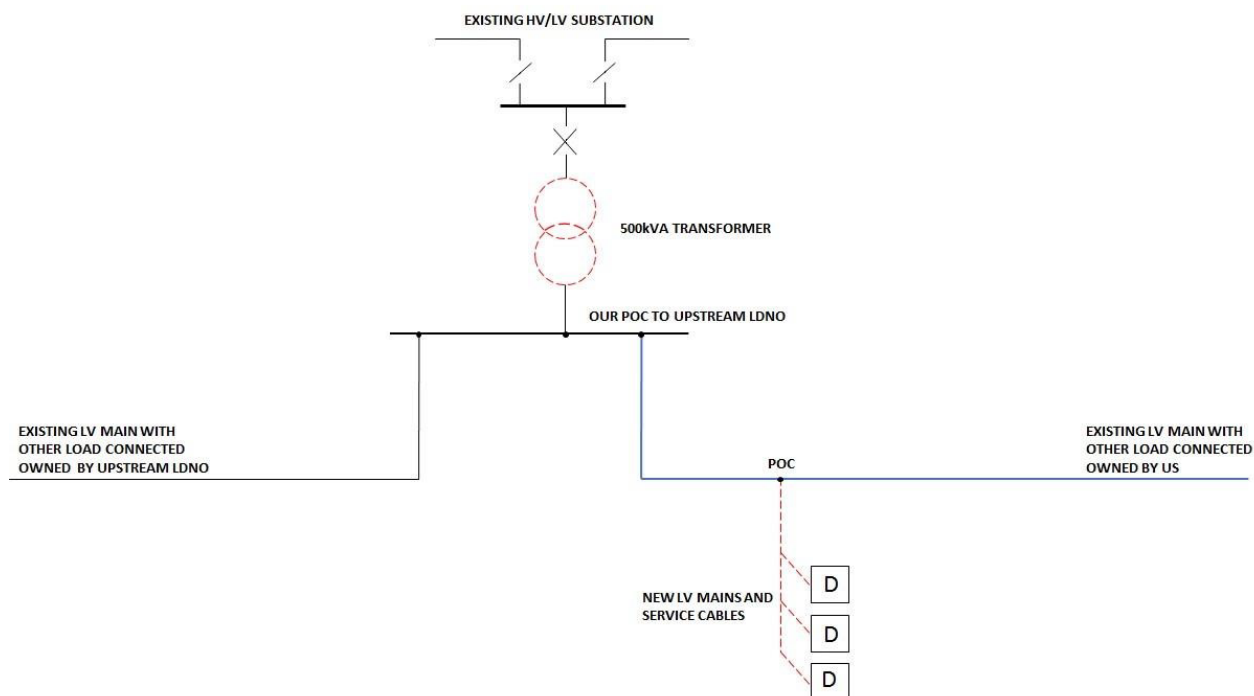 EXISTING HV/LV SUBSTATION
500kVA TRANSFORMER
OUR POC TO UPSTREAM LDNO
EXISTING LV MAIN WITH
OTHER LOAD CONNECTED
OWNED BY UPSTREAM LDNO
POC
EXISTING LV MAIN WITH
OTHER LOAD CONNECTED
OWNED BY US
NEW LV MAINS AND
SERVICE CABLES
D
D
D